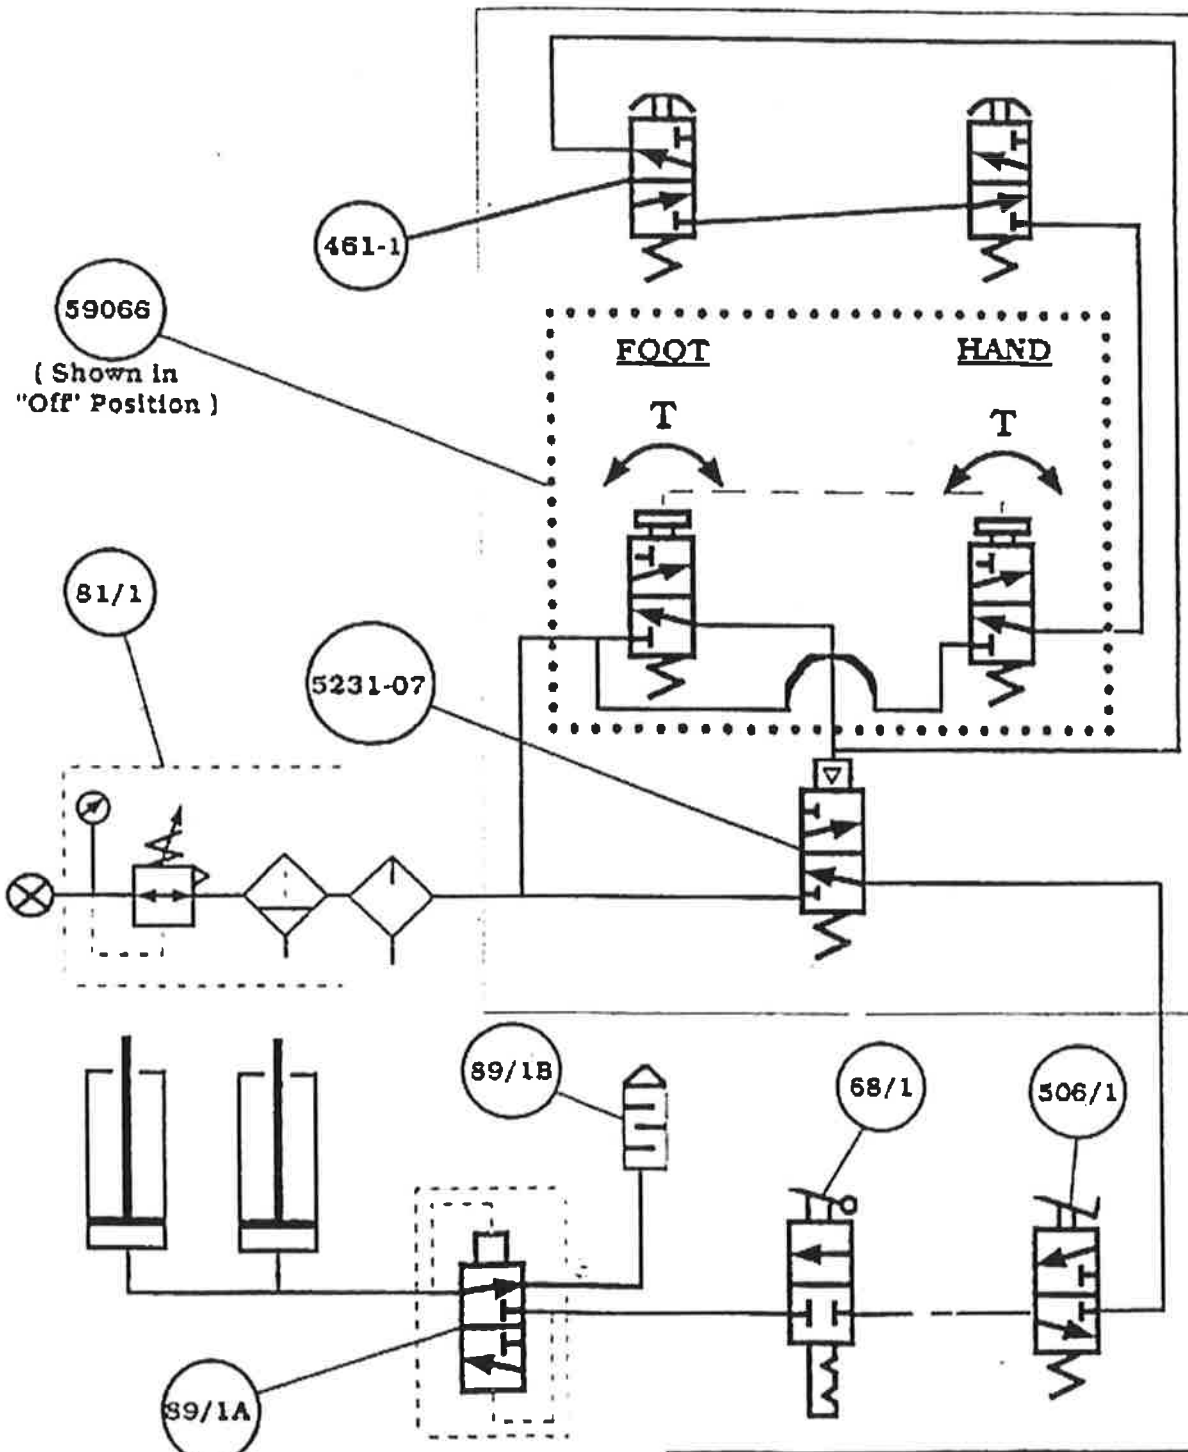 461-1
59066
( Shown in
"Off" Position )
FOOT
HAND
T
T
81/1
5231-07
89/1B
68/1
506/1
89/1A